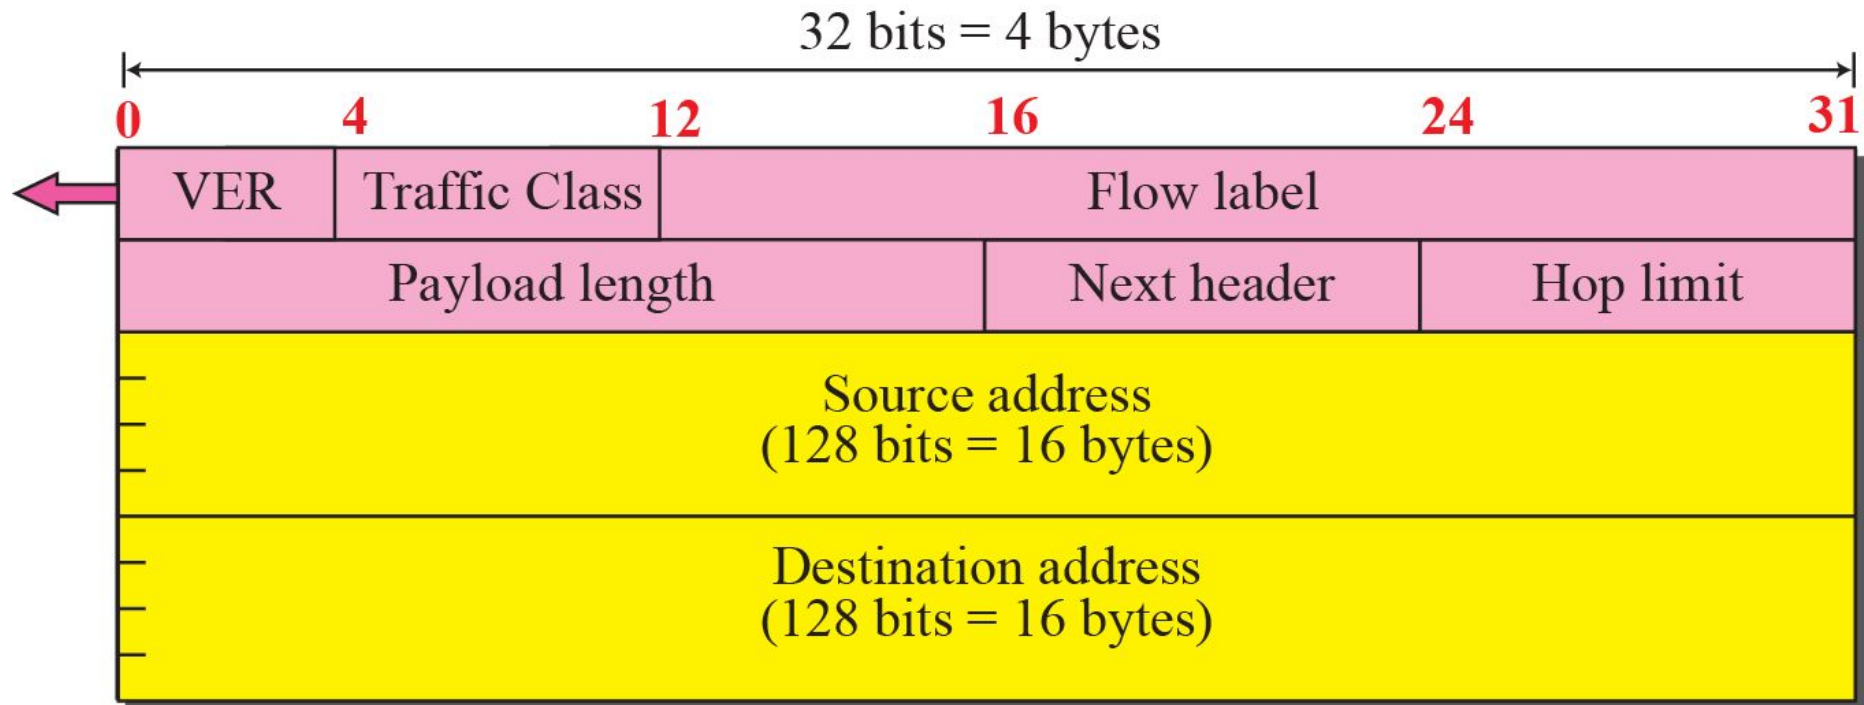 32 bits = 4 bytes
0 4 12 16 24 31
VER Traffic Class Flow label
Payload length Next header Hop limit
Source address
(128 bits = 16 bytes)
Destination address
(128 bits = 16 bytes)